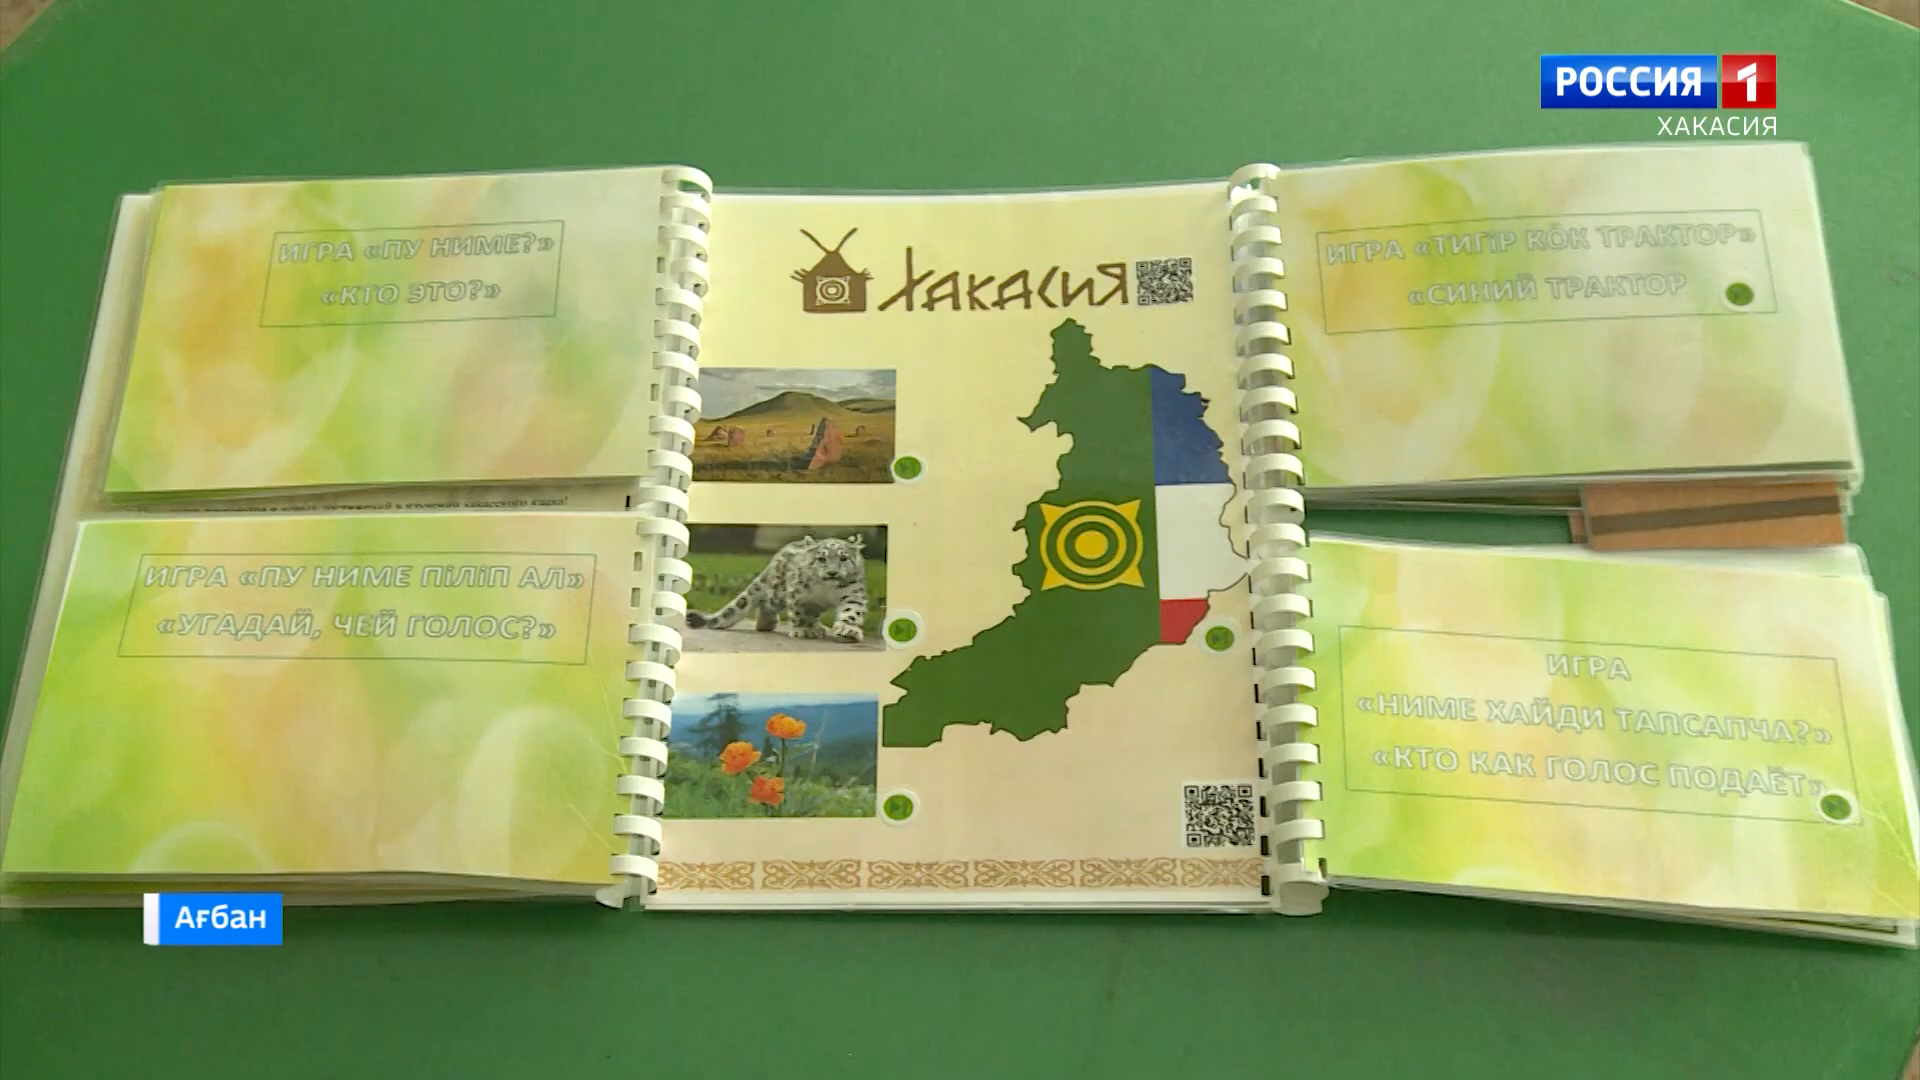 РОССИЯ 1
ХАКАСИЯ
ИГРА «ПУ НИМЕ?»
«КТО ЭТО?»
Хакасия
ИГРА «ТИГІР КÖК ТРАКТОР»
«СИНИЙ ТРАКТОР
ИГРА «ПУ НИМЕ ПІЛІП АЛ»
«УГАДАЙ, ЧЕЙ ГОЛОС?»
ИГРА
«НИМЕ ХАЙДИ ТАПСАПЧА?»
«КТО КАК ГОЛОС ПОДАЁТ»
Ағбан